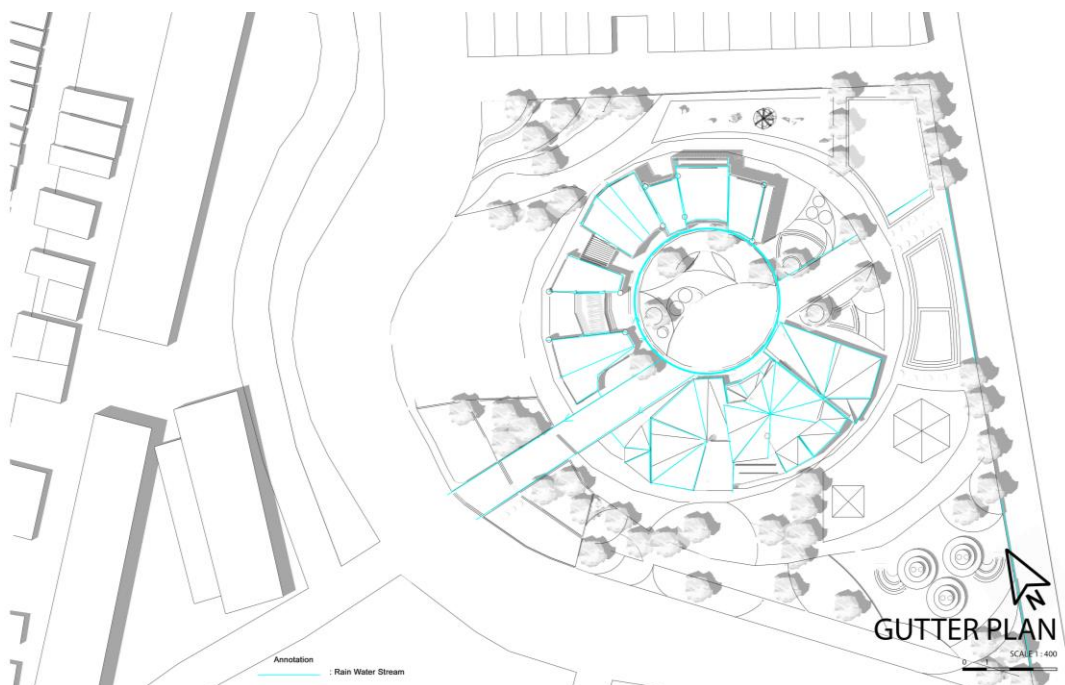 N
GUTTER PLAN
SCALE 1 : 400
Annotation
: Rain Water Stream